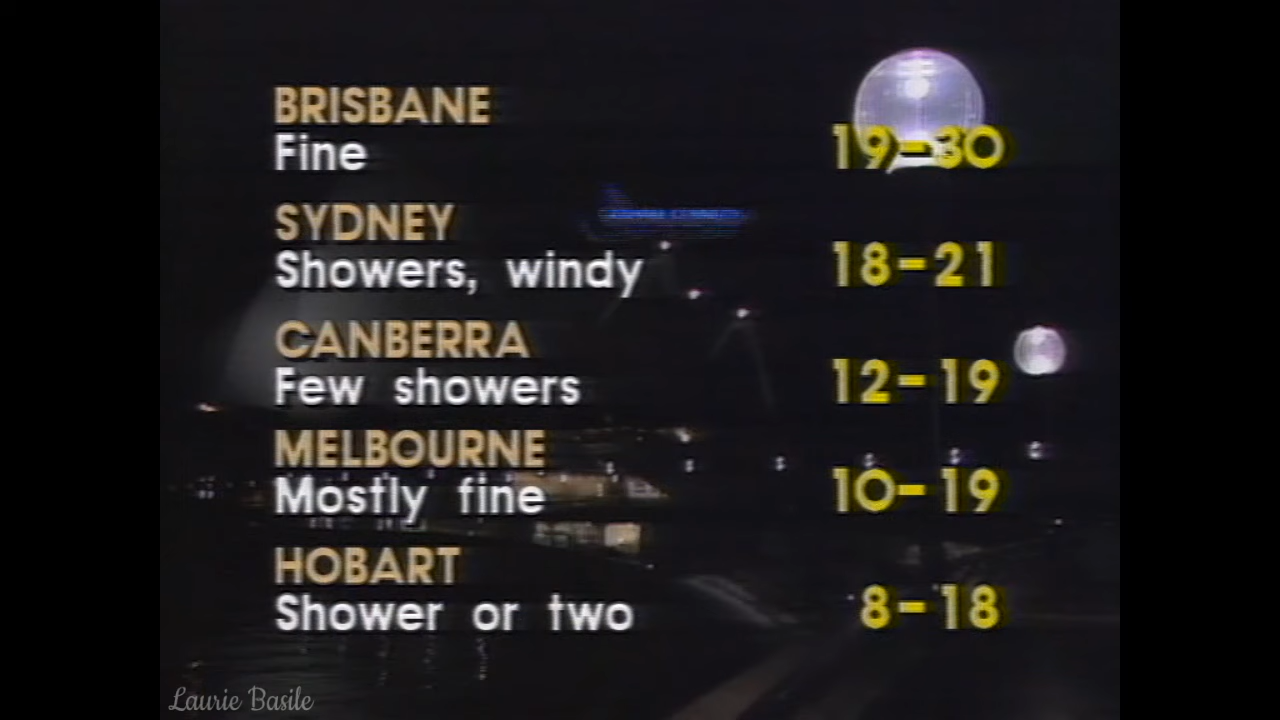 BRISBANE
Fine 19-30
SYDNEY
Showers, windy 18-21
CANBERRA
Few showers 12-19
MELBOURNE
Mostly fine 10-19
HOBART
Shower or two 8-18
Laurie Basile